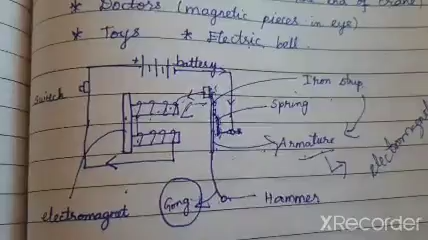 * Doctors (magnetic pieces in eye)
* Toys * Electric bell.
battery
Iron strip
switch
Spring
Armature
electromagnet
Gong
Hammer
electromagnet
XRecorder